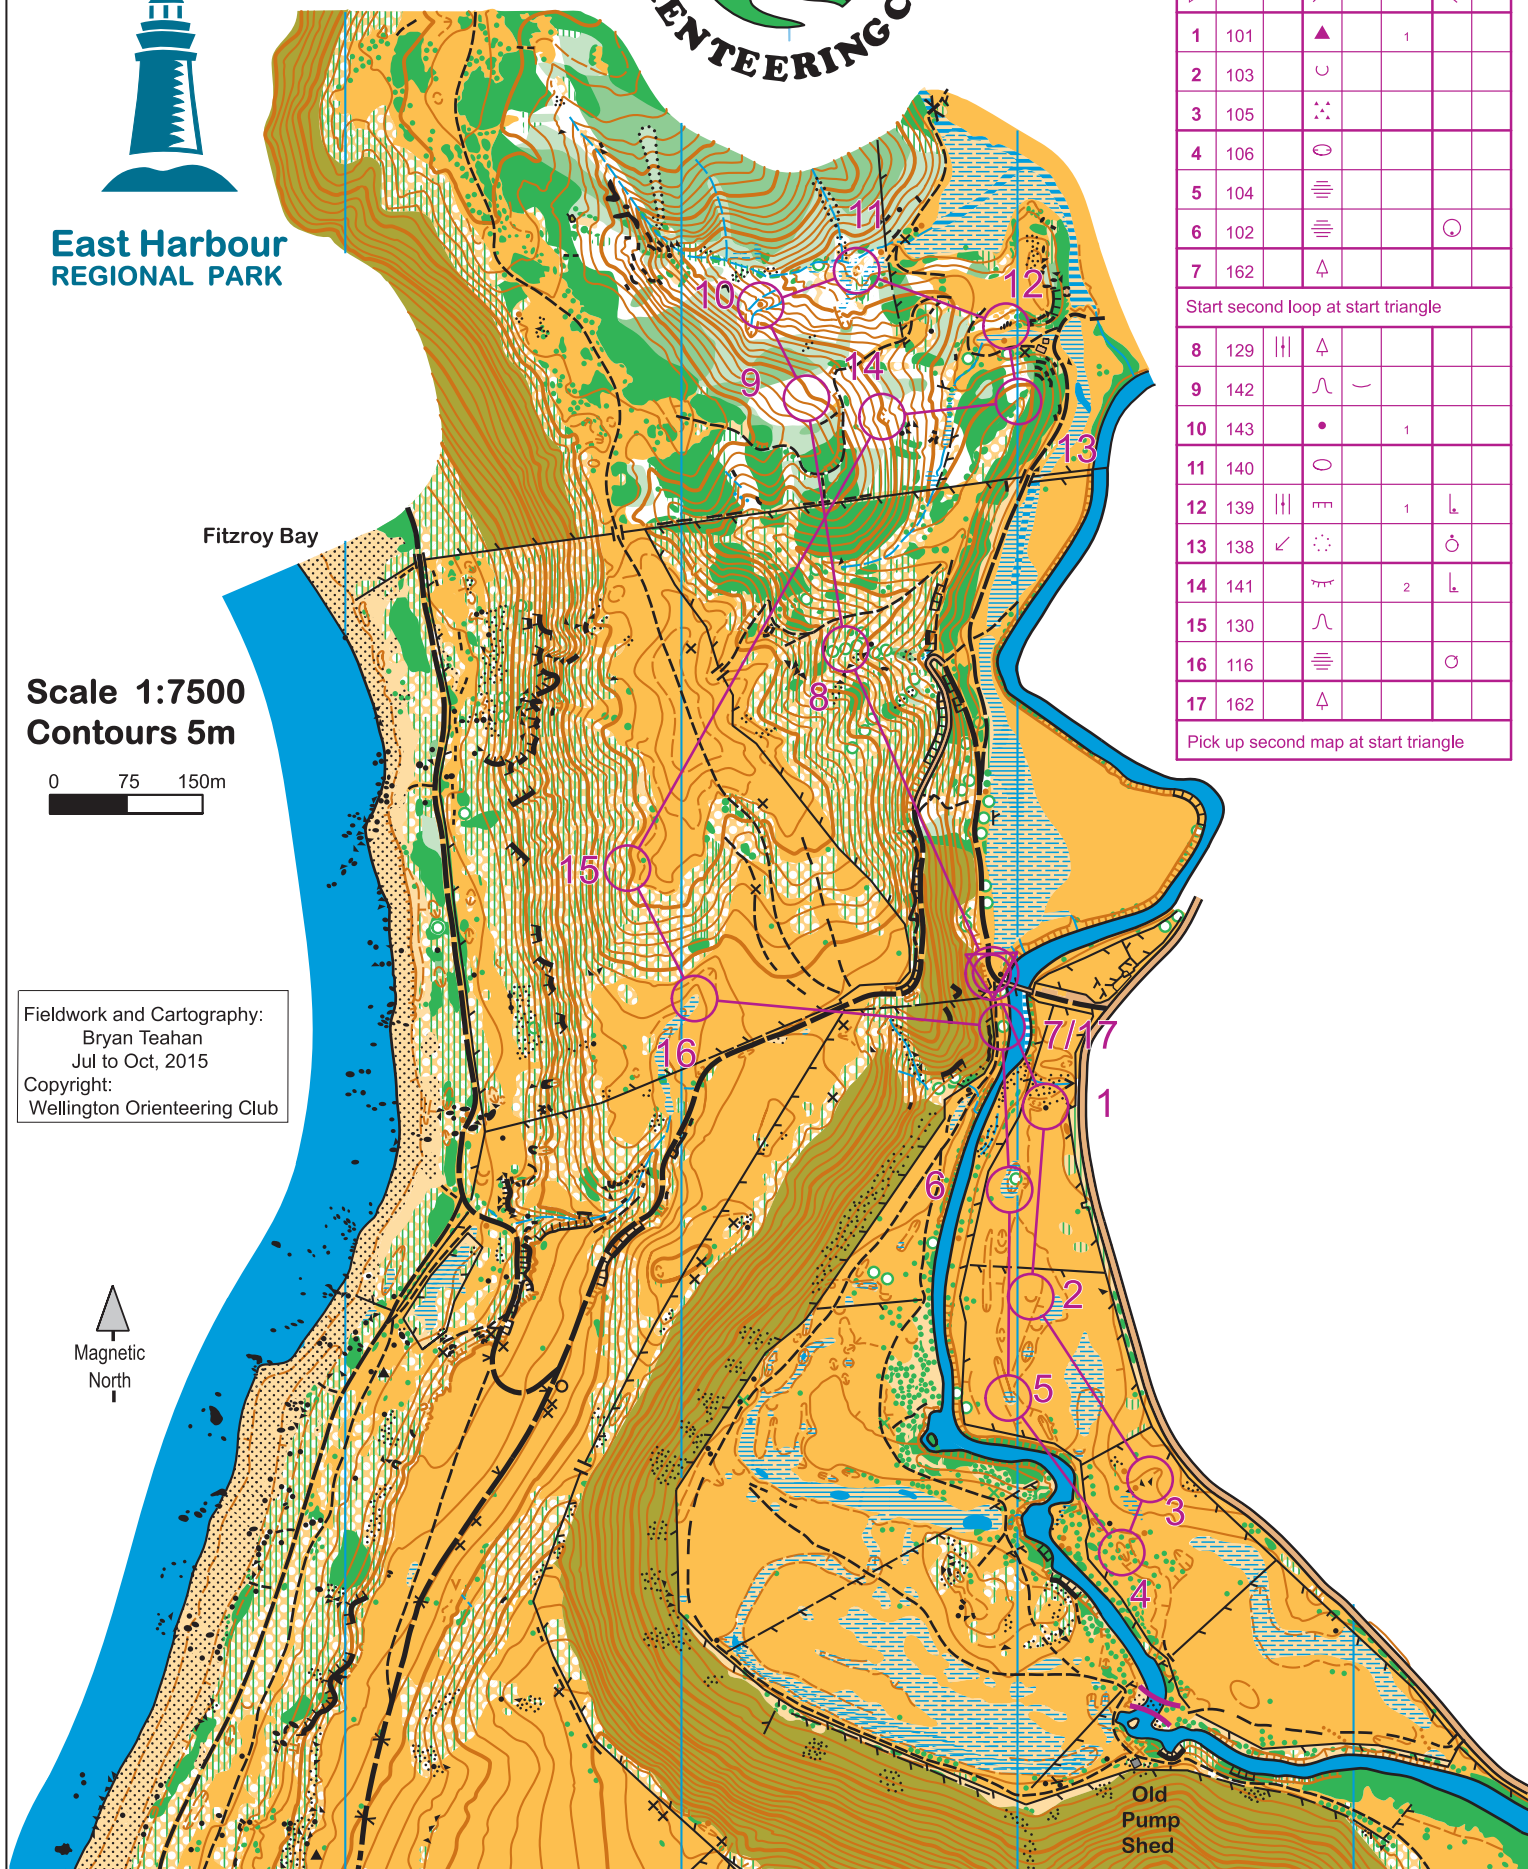 ENTEERING C
East Harbour
REGIONAL PARK
1 101 1
2 103
3 105
4 106
5 104
6 102
7 162
Start second loop at start triangle
8 129
9 142
10 143 1
11 140
12 139 1
13 138
14 141 2
15 130
16 116
17 162
Pick up second map at start triangle
11
12
10
14
9
13
Fitzroy Bay
Scale 1:7500
Contours 5m
0 75 150m
8
15
Fieldwork and Cartography:
Bryan Teahan
Jul to Oct, 2015
Copyright:
Wellington Orienteering Club
16
7/17
1
6
2
Magnetic
North
5
3
4
Old
Pump
Shed